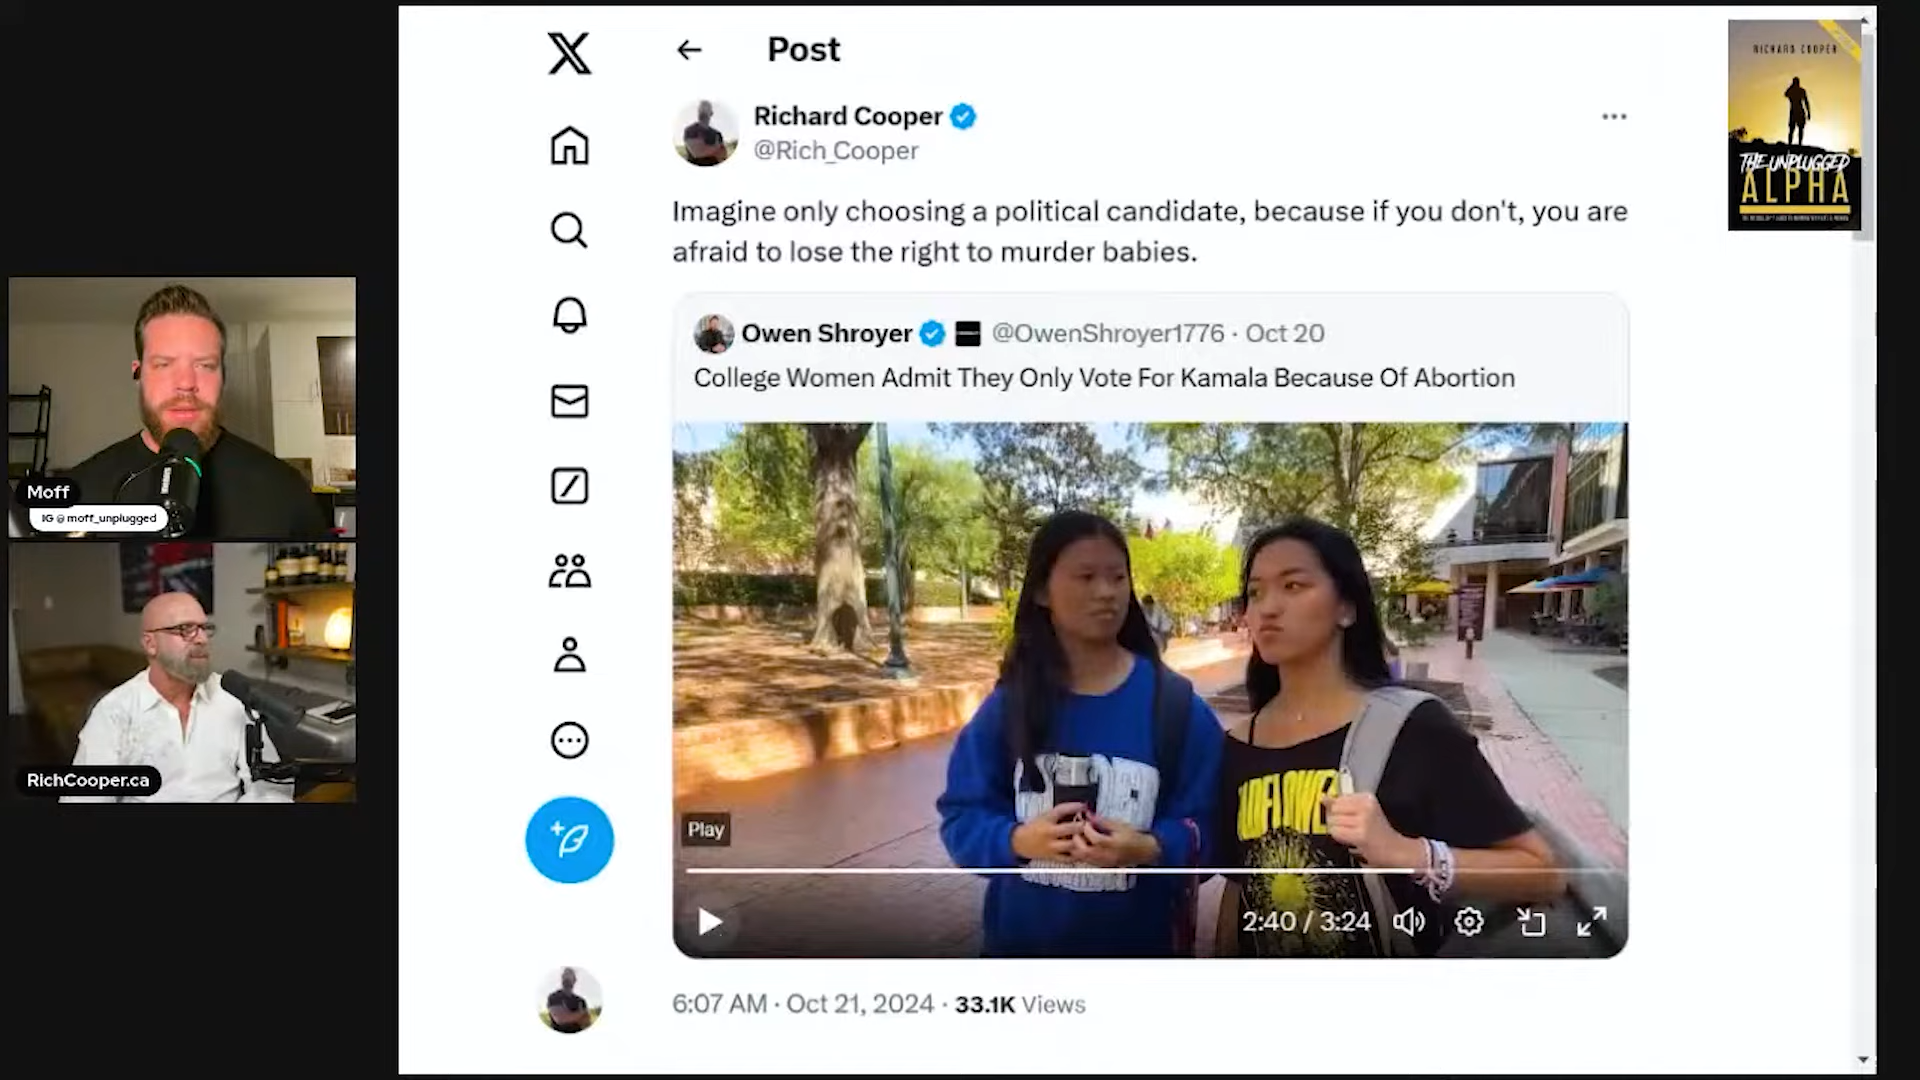 Post
Richard Cooper
@Rich_Cooper
Imagine only choosing a political candidate, because if you don't, you are
afraid to lose the right to murder babies.
Owen Shroyer @OwenShroyer1776 · Oct 20
College Women Admit They Only Vote For Kamala Because Of Abortion
Play
2:40 / 3:24
6:07 AM · Oct 21, 2024 · 33.1K Views
Moff
IG @moff_unplugged
RichCooper.ca
RICHARD COOPER
THE UNPLUGGED
ALPHA